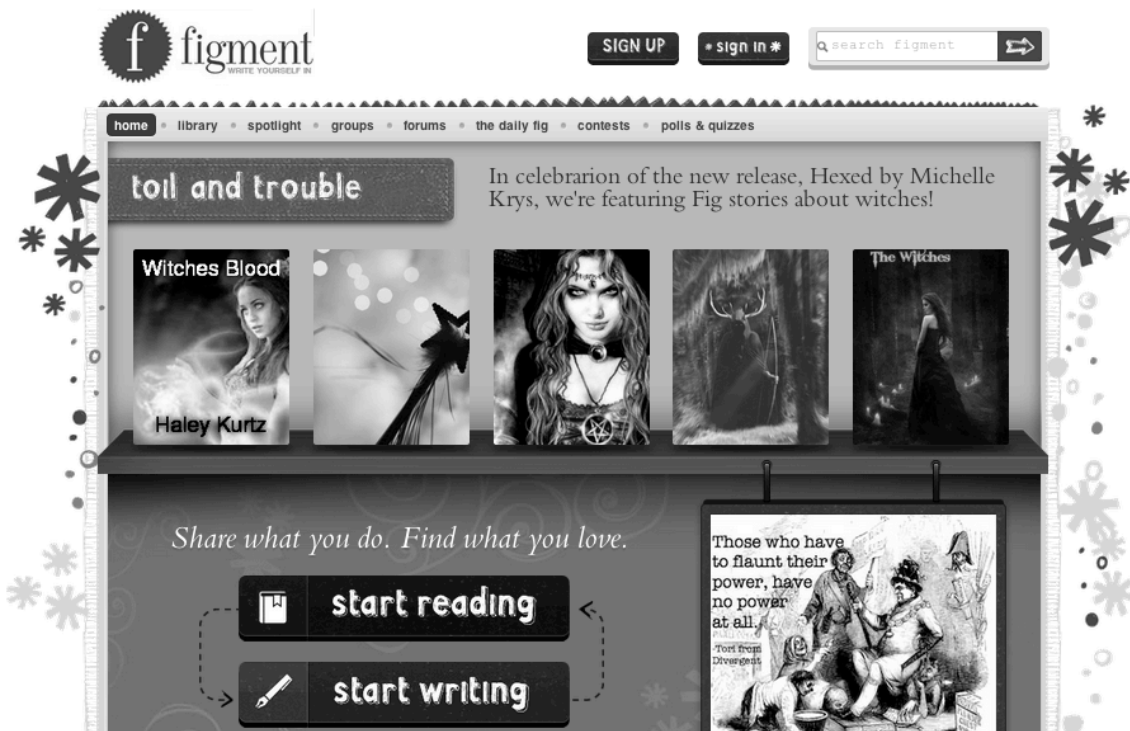 f figment
WRITE YOURSELF IN
SIGN UP
sign in
search figment
home library spotlight groups forums the daily fig contests polls & quizzes
toil and trouble
In celebrarion of the new release, Hexed by Michelle
Krys, we're featuring Fig stories about witches!
Witches Blood
Haley Kurtz
The Witches
Share what you do. Find what you love.
start reading
start writing
Those who have
to flaunt their
power, have
no power
at all.
-Tori from
Divergent